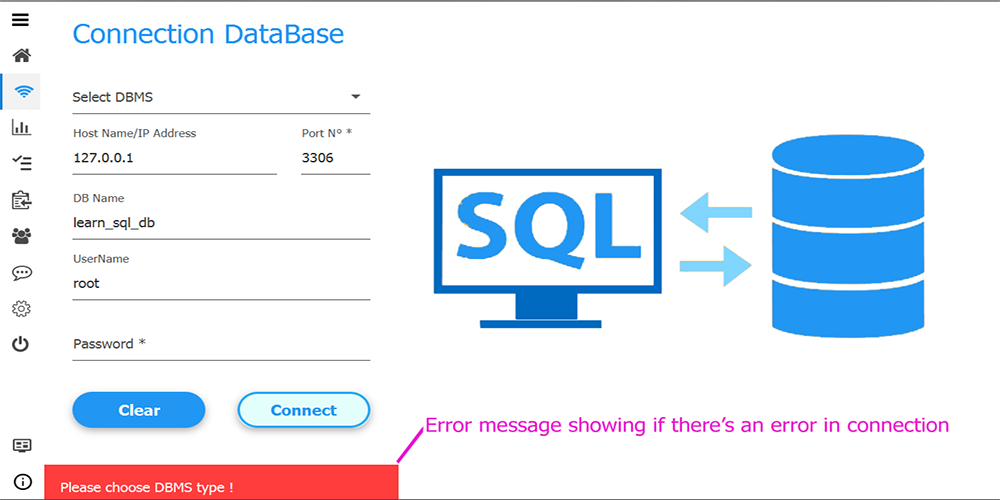 Connection DataBase
Select DBMS
Host Name/IP Address
Port N° *
127.0.0.1
3306
DB Name
learn_sql_db
UserName
root
Password *
Clear
Connect
SQL
Error message showing if there’s an error in connection
Please choose DBMS type !